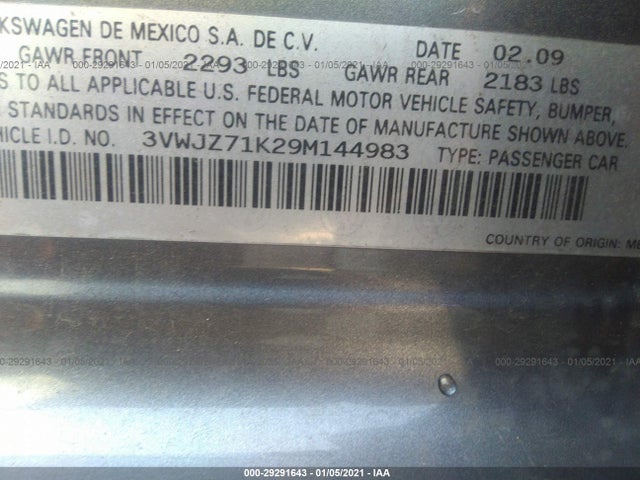 KSWAGEN DE MEXICO S.A. DE C.V. DATE 02.09
GAWR FRONT 2293 LBS GAWR REAR 2183 LBS
S TO ALL APPLICABLE U.S. FEDERAL MOTOR VEHICLE SAFETY, BUMPER,
STANDARDS IN EFFECT ON THE DATE OF MANUFACTURE SHOWN ABOVE.
HICLE I.D. NO. 3VWJZ71K29M144983 TYPE: PASSENGER CAR
COUNTRY OF ORIGIN: ME
000-29291643 - 01/05/2021 - IAA